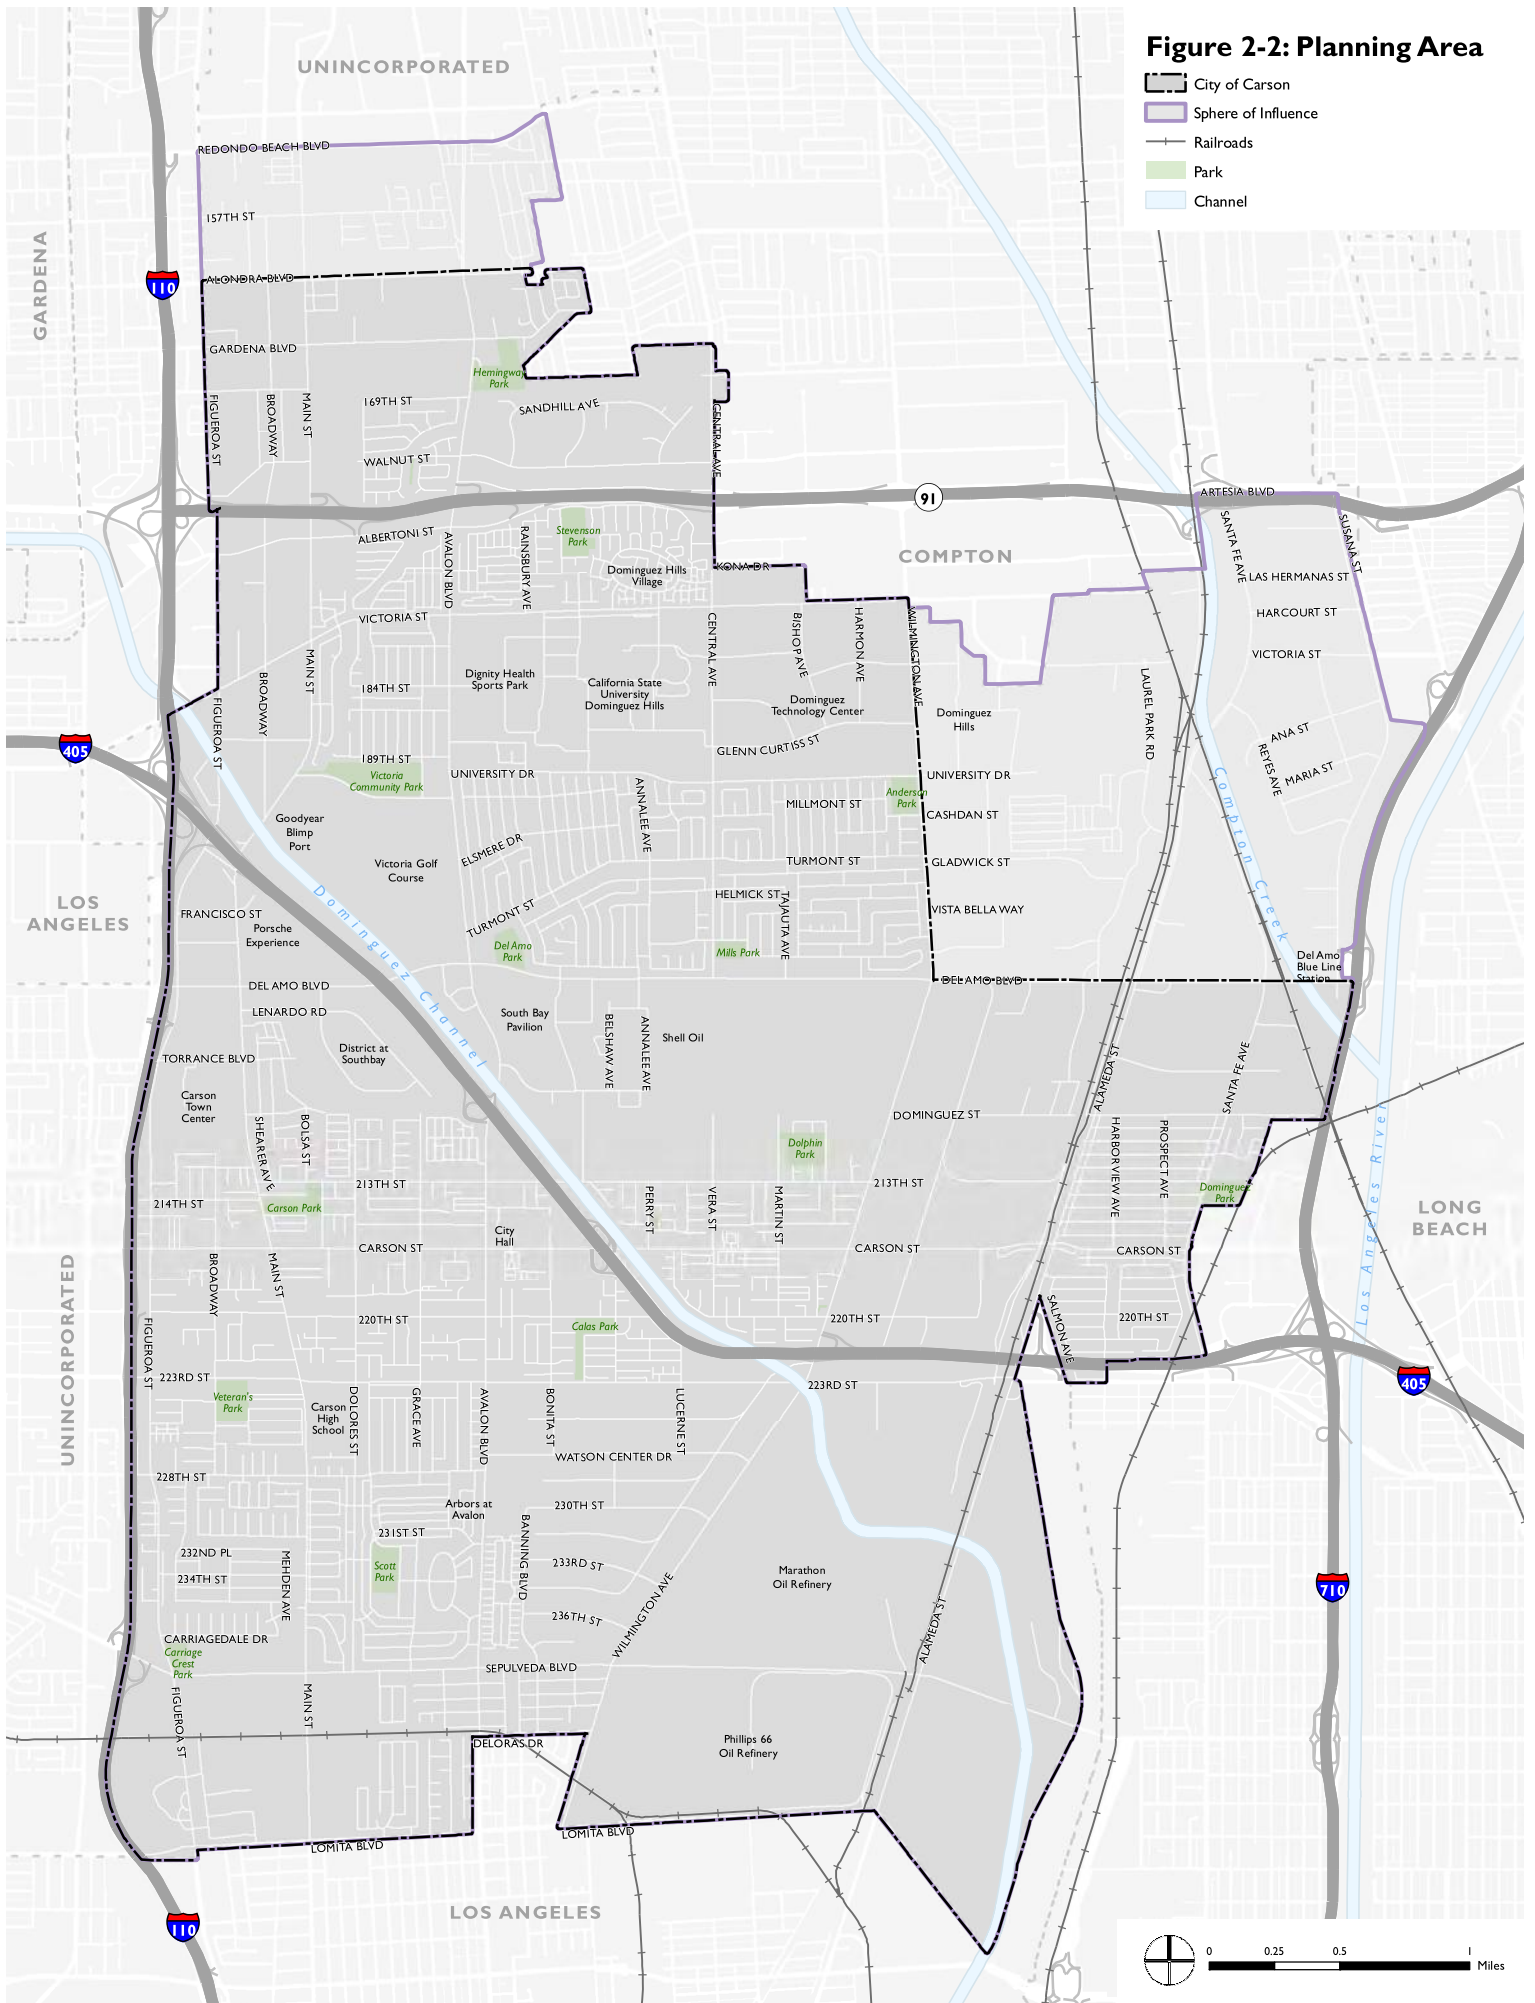 Figure 2-2: Planning Area
City of Carson
Sphere of Influence
Railroads
Park
Channel
UNINCORPORATED
REDONDO BEACH BLVD
157TH ST
GARDENA
110
ALONDRA BLVD
GARDENA BLVD
Hemingway
Park
FIGUEROA ST
BROADWAY
MAIN ST
169TH ST
SANDHILL AVE
CENTRAL AVE
WALNUT ST
91
ARTESIA BLVD
SANTA FE AVE
SUSANA ST
ALBERTONI ST
AVALON BLVD
RAINSBURY AVE
Stevenson
Park
COMPTON
Dominguez Hills
Village
KONA DR
LAS HERMANAS ST
HARCOURT ST
VICTORIA ST
CENTRAL AVE
BISHOP AVE
HARMON AVE
WILMINGTON AVE
VICTORIA ST
MAIN ST
BROADWAY
FIGUEROA ST
184TH ST
Dignity Health
Sports Park
California State
University
Dominguez Hills
Dominguez
Technology Center
Dominguez
Hills
LAUREL PARK RD
GLENN CURTISS ST
ANA ST
REYES AVE
MARIA ST
405
189TH ST
Victoria
Community Park
UNIVERSITY DR
ANNALEE AVE
MILLMONT ST
Anderson
Park
UNIVERSITY DR
CASHDAN ST
Compton Creek
Goodyear
Blimp
Port
Victoria Golf
Course
ELSMERE DR
TURMONT ST
GLADWICK ST
LOS
ANGELES
Dominguez Channel
HELMICK ST
TAJAUTA AVE
VISTA BELLA WAY
FRANCISCO ST
Porsche
Experience
TURMONT ST
Del Amo
Park
Mills Park
Del Amo
Blue Line
Station
DEL AMO BLVD
DEL AMO BLVD
LENARDO RD
South Bay
Pavilion
BELSHAW AVE
ANNALEE AVE
Shell Oil
District at
Southbay
TORRANCE BLVD
ALAMEDA ST
SANTA FE AVE
Carson
Town
Center
SHEARER AVE
BOLSA ST
DOMINGUEZ ST
HARBOR VIEW AVE
PROSPECT AVE
Los Angeles River
Dolphin
Park
213TH ST
213TH ST
214TH ST
Carson Park
PERRY ST
VERA ST
MARTIN ST
Dominguez
Park
LONG
BEACH
City
Hall
CARSON ST
CARSON ST
CARSON ST
UNINCORPORATED
BROADWAY
MAIN ST
220TH ST
Calas Park
220TH ST
SALMON AVE
220TH ST
FIGUEROA ST
223RD ST
223RD ST
405
Veteran's
Park
Carson
High
School
DOLORES ST
GRACE AVE
AVALON BLVD
BONITA ST
LUCERNE ST
WATSON CENTER DR
228TH ST
Arbors at
Avalon
230TH ST
231ST ST
BANNING BLVD
232ND PL
234TH ST
MEHDEN AVE
Scott
Park
233RD ST
Marathon
Oil Refinery
710
236TH ST
WILMINGTON AVE
ALAMEDA ST
CARRIAGEDALE DR
Carriage
Crest
Park
SEPULVEDA BLVD
FIGUEROA ST
MAIN ST
DELORAS DR
Phillips 66
Oil Refinery
LOMITA BLVD
LOMITA BLVD
LOS ANGELES
110
0
0.25
0.5
1
Miles